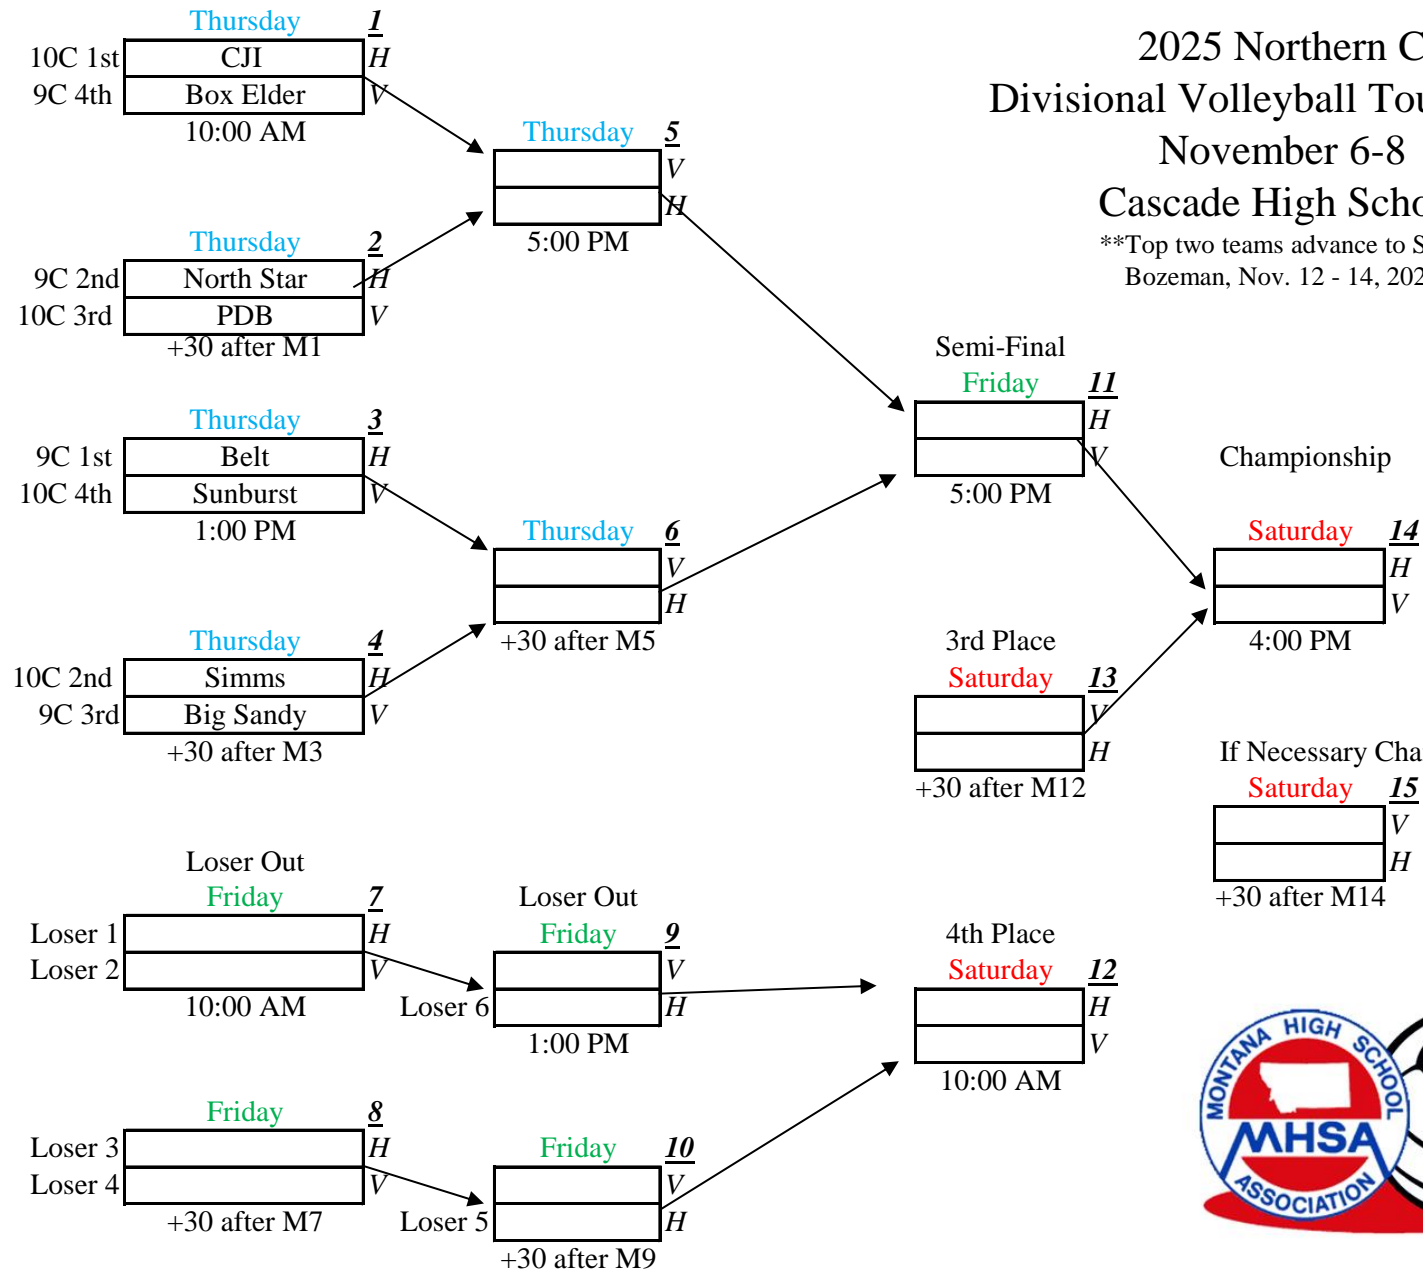 Thursday 1
10C 1st CJI H
9C 4th Box Elder V
10:00 AM
Thursday 2
9C 2nd North Star H
10C 3rd PDB V
+30 after M1
Thursday 3
9C 1st Belt H
10C 4th Sunburst V
1:00 PM
Thursday 4
10C 2nd Simms H
9C 3rd Big Sandy V
+30 after M3
Loser Out
Friday 7
Loser 1 H
Loser 2 V
10:00 AM
Friday 8
Loser 3 H
Loser 4 V
+30 after M7
Thursday 5
V
H
5:00 PM
Thursday 6
V
H
+30 after M5
Loser Out
Friday 9
V
Loser 6 H
1:00 PM
Friday 10
V
Loser 5 H
+30 after M9
2025 Northern C
Divisional Volleyball Tou
November 6-8
Cascade High Scho
**Top two teams advance to S
Bozeman, Nov. 12 - 14, 202
Semi-Final
Friday 11
H
V
5:00 PM
3rd Place
Saturday 13
V
H
+30 after M12
4th Place
Saturday 12
H
V
10:00 AM
Championship
Saturday 14
H
V
4:00 PM
If Necessary Cha
Saturday 15
V
H
+30 after M14
MONTANA HIGH SCHOOL
MHSA
ASSOCIATION